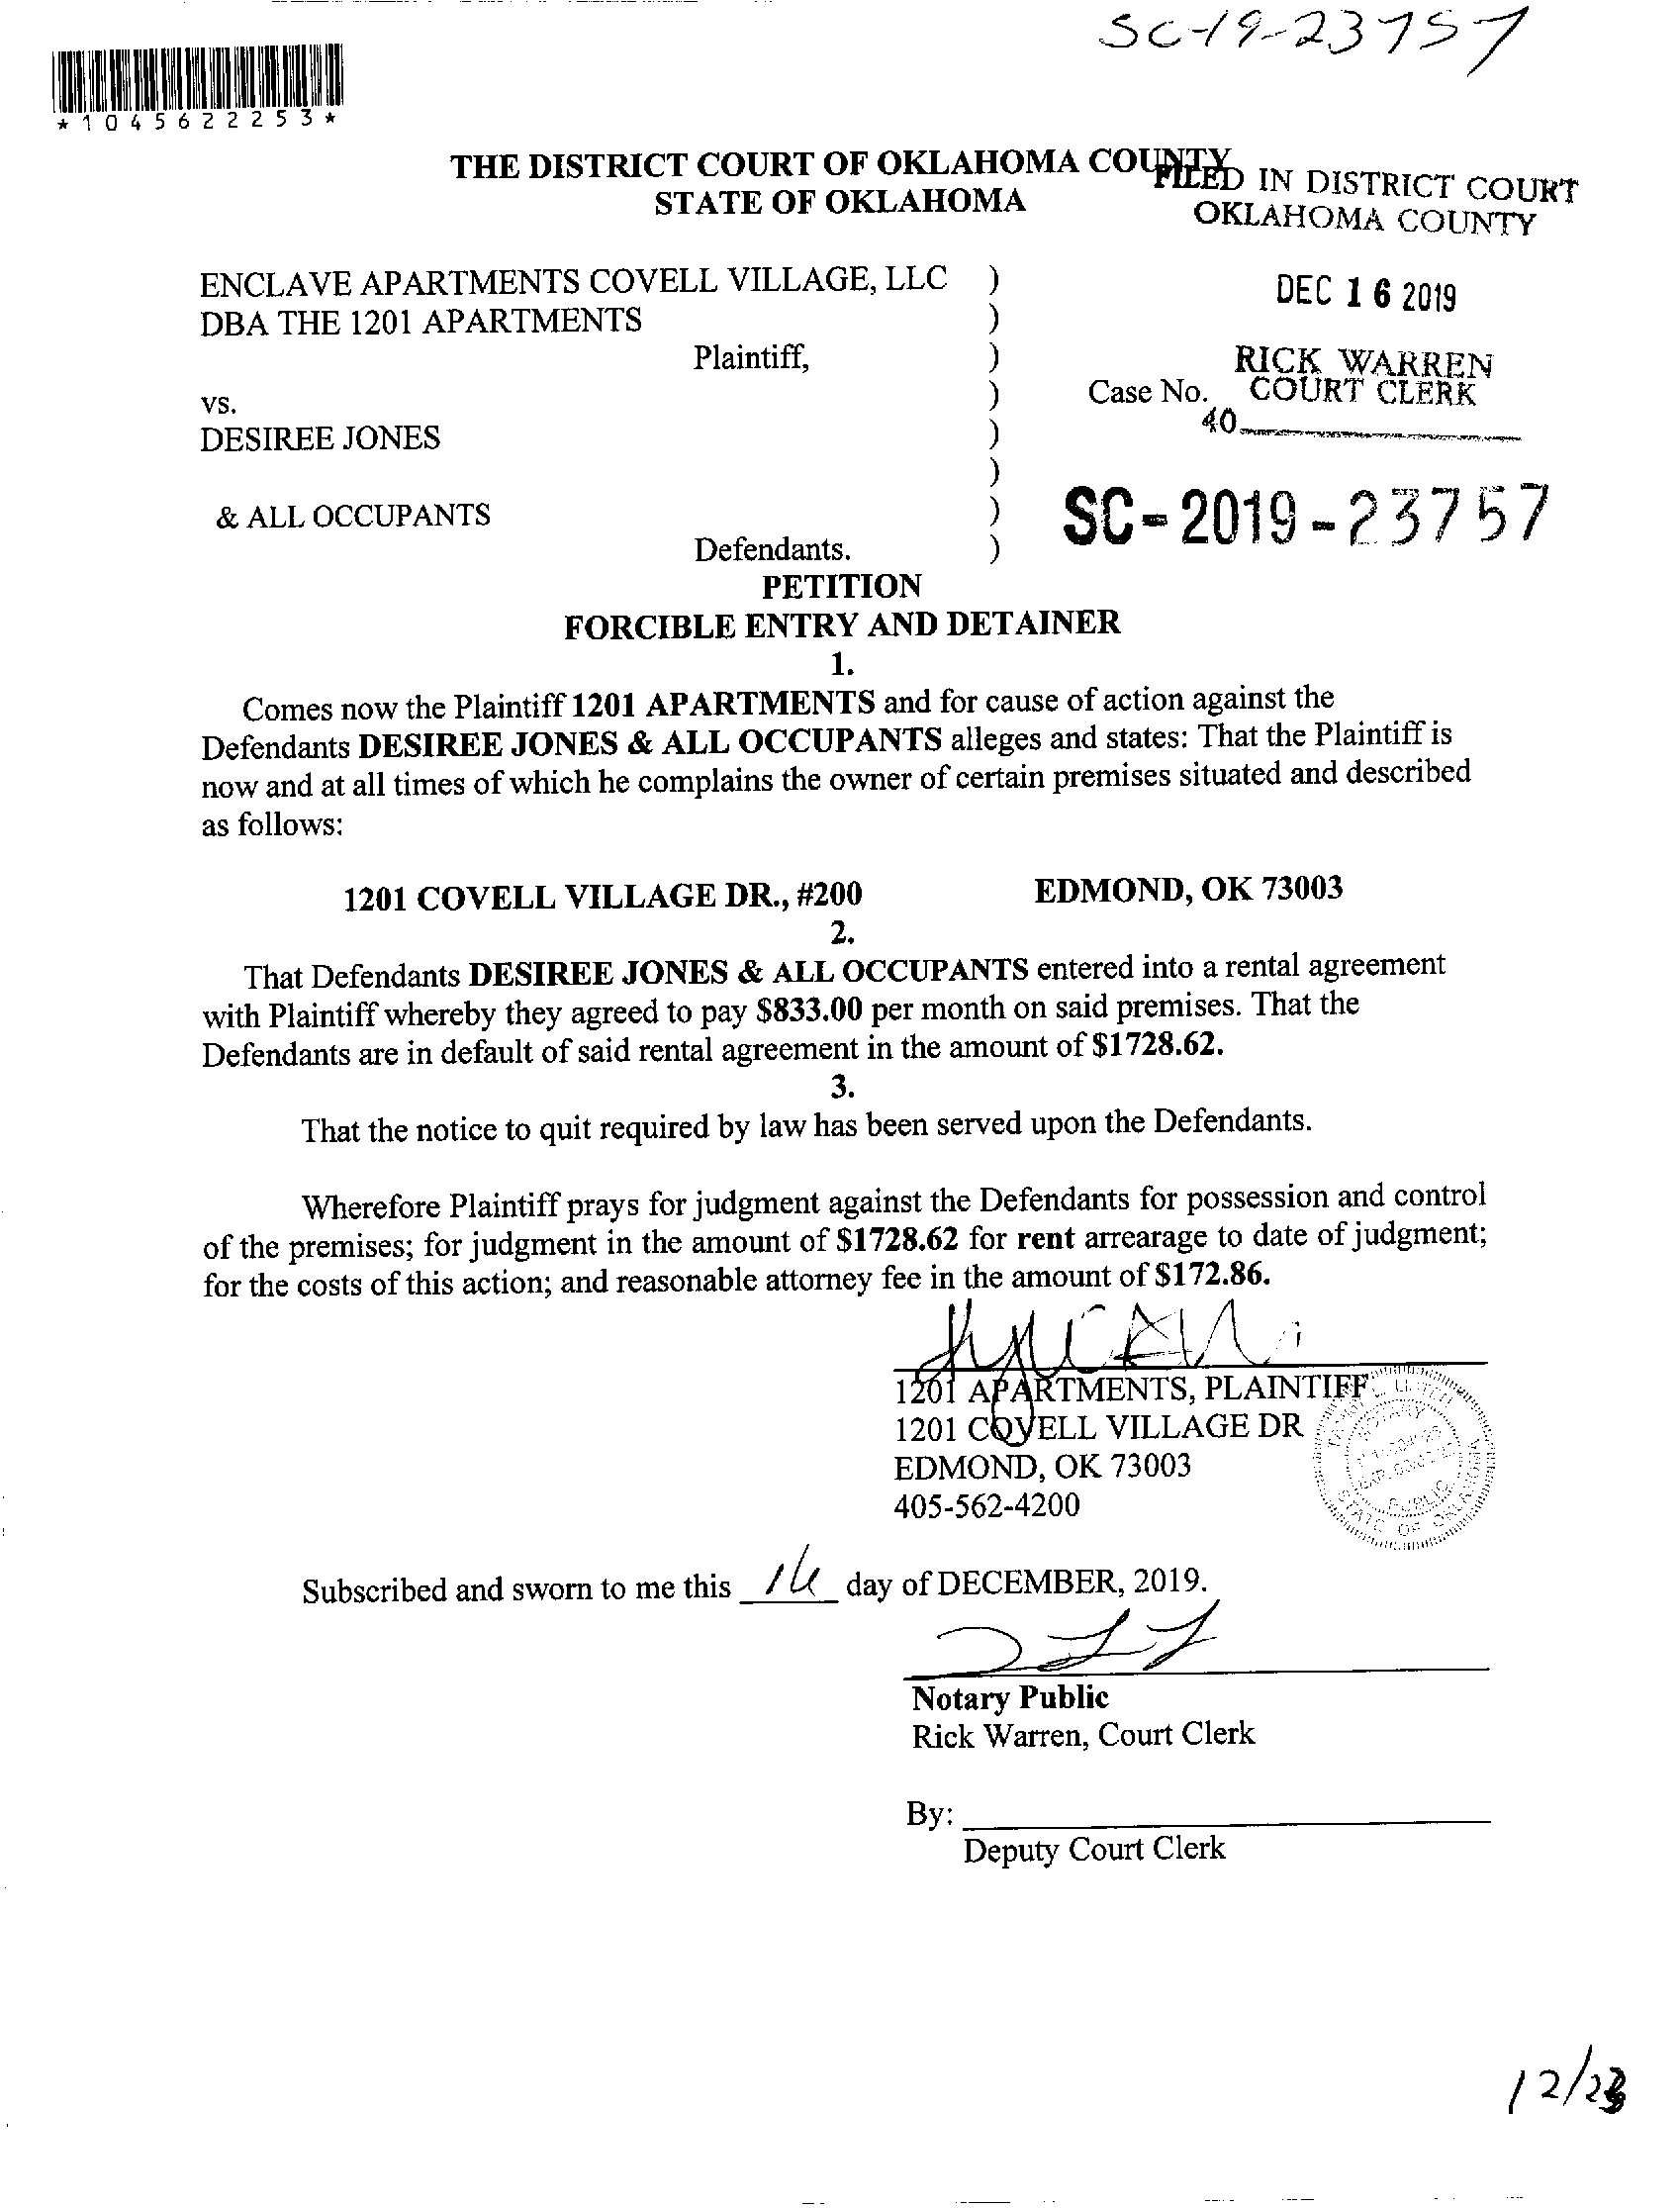 SC-19-23757
*1045622253*
THE DISTRICT COURT OF OKLAHOMA COUNTY
STATE OF OKLAHOMA
FILED IN DISTRICT COURT
OKLAHOMA COUNTY
ENCLAVE APARTMENTS COVELL VILLAGE, LLC )
DEC 16 2019
DBA THE 1201 APARTMENTS )
Plaintiff, )
RICK WARREN
COURT CLERK
vs. ) Case No.
40
DESIREE JONES )
)
& ALL OCCUPANTS )
SC-2019-23757
Defendants. )
PETITION
FORCIBLE ENTRY AND DETAINER
1.
Comes now the Plaintiff 1201 APARTMENTS and for cause of action against the
Defendants DESIREE JONES & ALL OCCUPANTS alleges and states: That the Plaintiff is
now and at all times of which he complains the owner of certain premises situated and described
as follows:
1201 COVELL VILLAGE DR., #200 EDMOND, OK 73003
2.
That Defendants DESIREE JONES & ALL OCCUPANTS entered into a rental agreement
with Plaintiff whereby they agreed to pay $833.00 per month on said premises. That the
Defendants are in default of said rental agreement in the amount of $1728.62.
3.
That the notice to quit required by law has been served upon the Defendants.
Wherefore Plaintiff prays for judgment against the Defendants for possession and control
of the premises; for judgment in the amount of $1728.62 for rent arrearage to date of judgment;
for the costs of this action; and reasonable attorney fee in the amount of $172.86.
1201 APARTMENTS, PLAINTIFF
1201 COVELL VILLAGE DR
EDMOND, OK 73003
405-562-4200
NOTARY
PUBLIC
STATE OF OKLAHOMA
Subscribed and sworn to me this 16 day of DECEMBER, 2019.
Notary Public
Rick Warren, Court Clerk
By:
Deputy Court Clerk
12/23